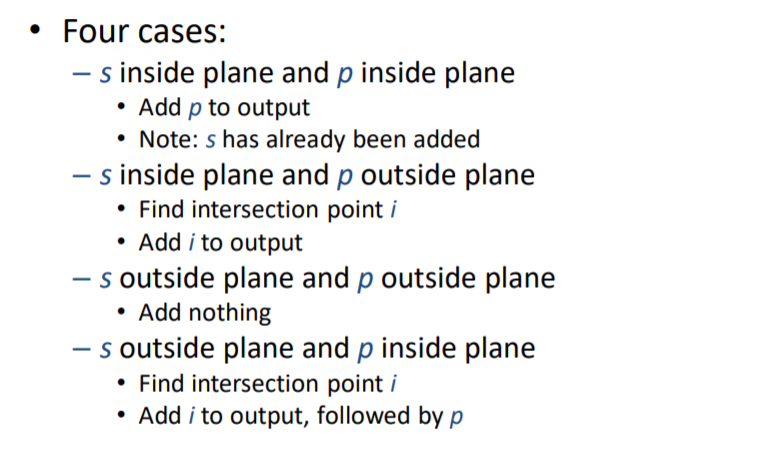 • Four cases:
– s inside plane and p inside plane
• Add p to output
• Note: s has already been added
– s inside plane and p outside plane
• Find intersection point i
• Add i to output
– s outside plane and p outside plane
• Add nothing
– s outside plane and p inside plane
• Find intersection point i
• Add i to output, followed by p